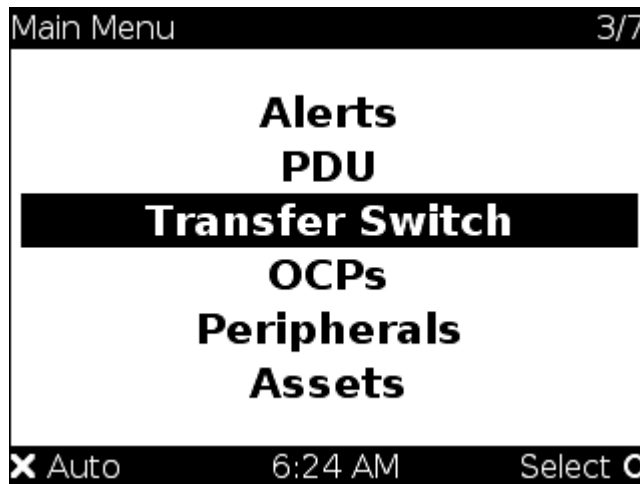 Main Menu 3/7
Alerts
PDU
Transfer Switch
OCPs
Peripherals
Assets
X Auto 6:24 AM Select O